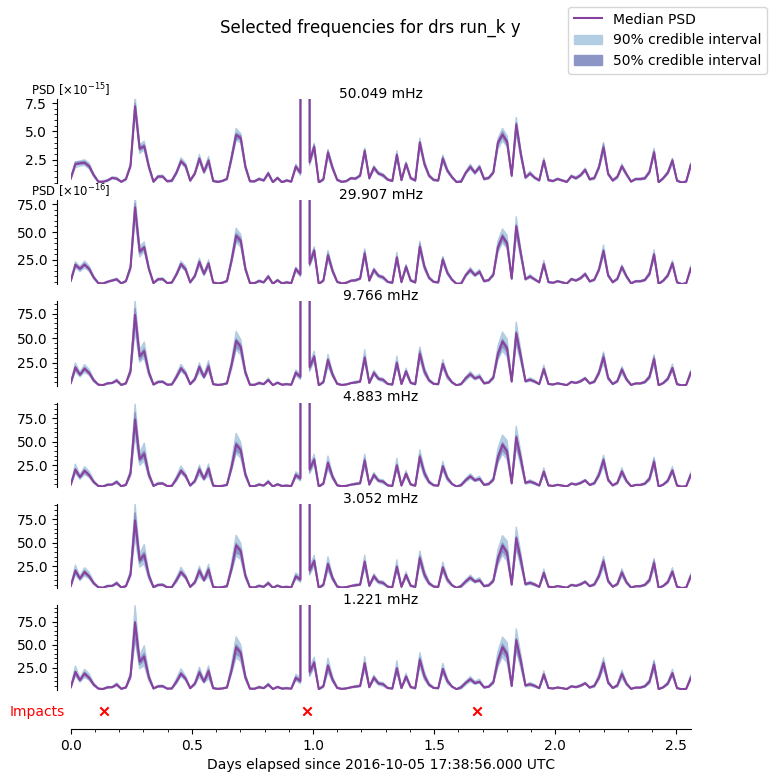 Selected frequencies for drs run_k y
Median PSD
90% credible interval
50% credible interval
PSD [×10⁻¹⁵]
50.049 mHz
7.5
5.0
2.5
PSD [×10⁻¹⁶]
29.907 mHz
75.0
50.0
25.0
9.766 mHz
75.0
50.0
25.0
4.883 mHz
75.0
50.0
25.0
3.052 mHz
75.0
50.0
25.0
1.221 mHz
75.0
50.0
25.0
Impacts
0.0 0.5 1.0 1.5 2.0 2.5
Days elapsed since 2016-10-05 17:38:56.000 UTC